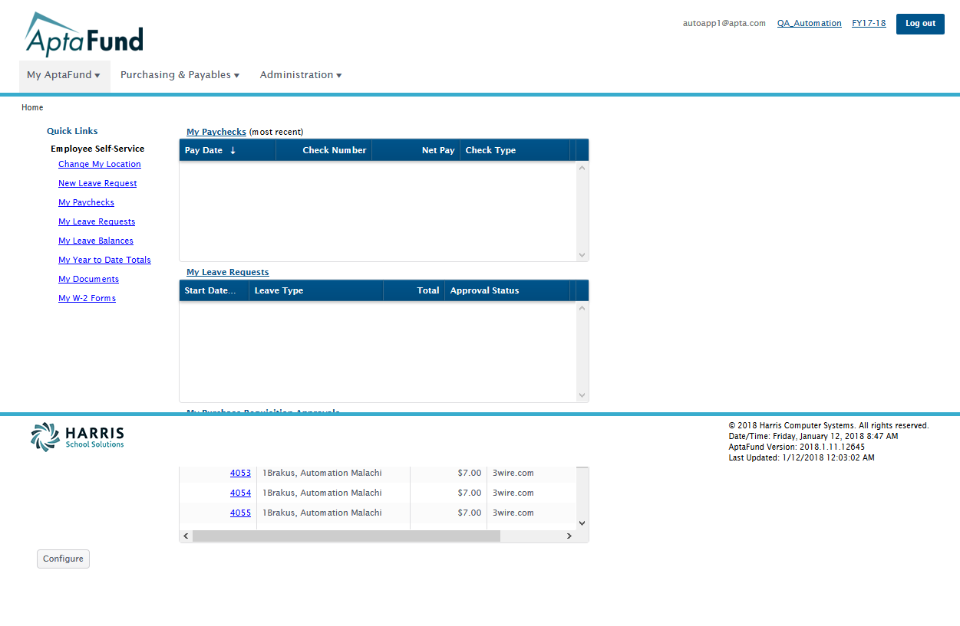 AptaFund
autoapp1@apta.com QA_Automation FY17-18 Log out
My AptaFund ▾ Purchasing & Payables ▾ Administration ▾
Home
Quick Links
Employee Self-Service
Change My Location
New Leave Request
My Paychecks
My Leave Requests
My Leave Balances
My Year to Date Totals
My Documents
My W-2 Forms
My Paychecks (most recent)
Pay Date ↓ Check Number Net Pay Check Type
My Leave Requests
Start Date... Leave Type Total Approval Status
My Purchase Requisition Approvals
HARRIS
School Solutions
© 2018 Harris Computer Systems. All rights reserved.
Date/Time: Friday, January 12, 2018 8:47 AM
AptaFund Version: 2018.1.11.12645
Last Updated: 1/12/2018 12:03:02 AM
4053 1Brakus, Automation Malachi $7.00 3wire.com
4054 1Brakus, Automation Malachi $7.00 3wire.com
4055 1Brakus, Automation Malachi $7.00 3wire.com
Configure